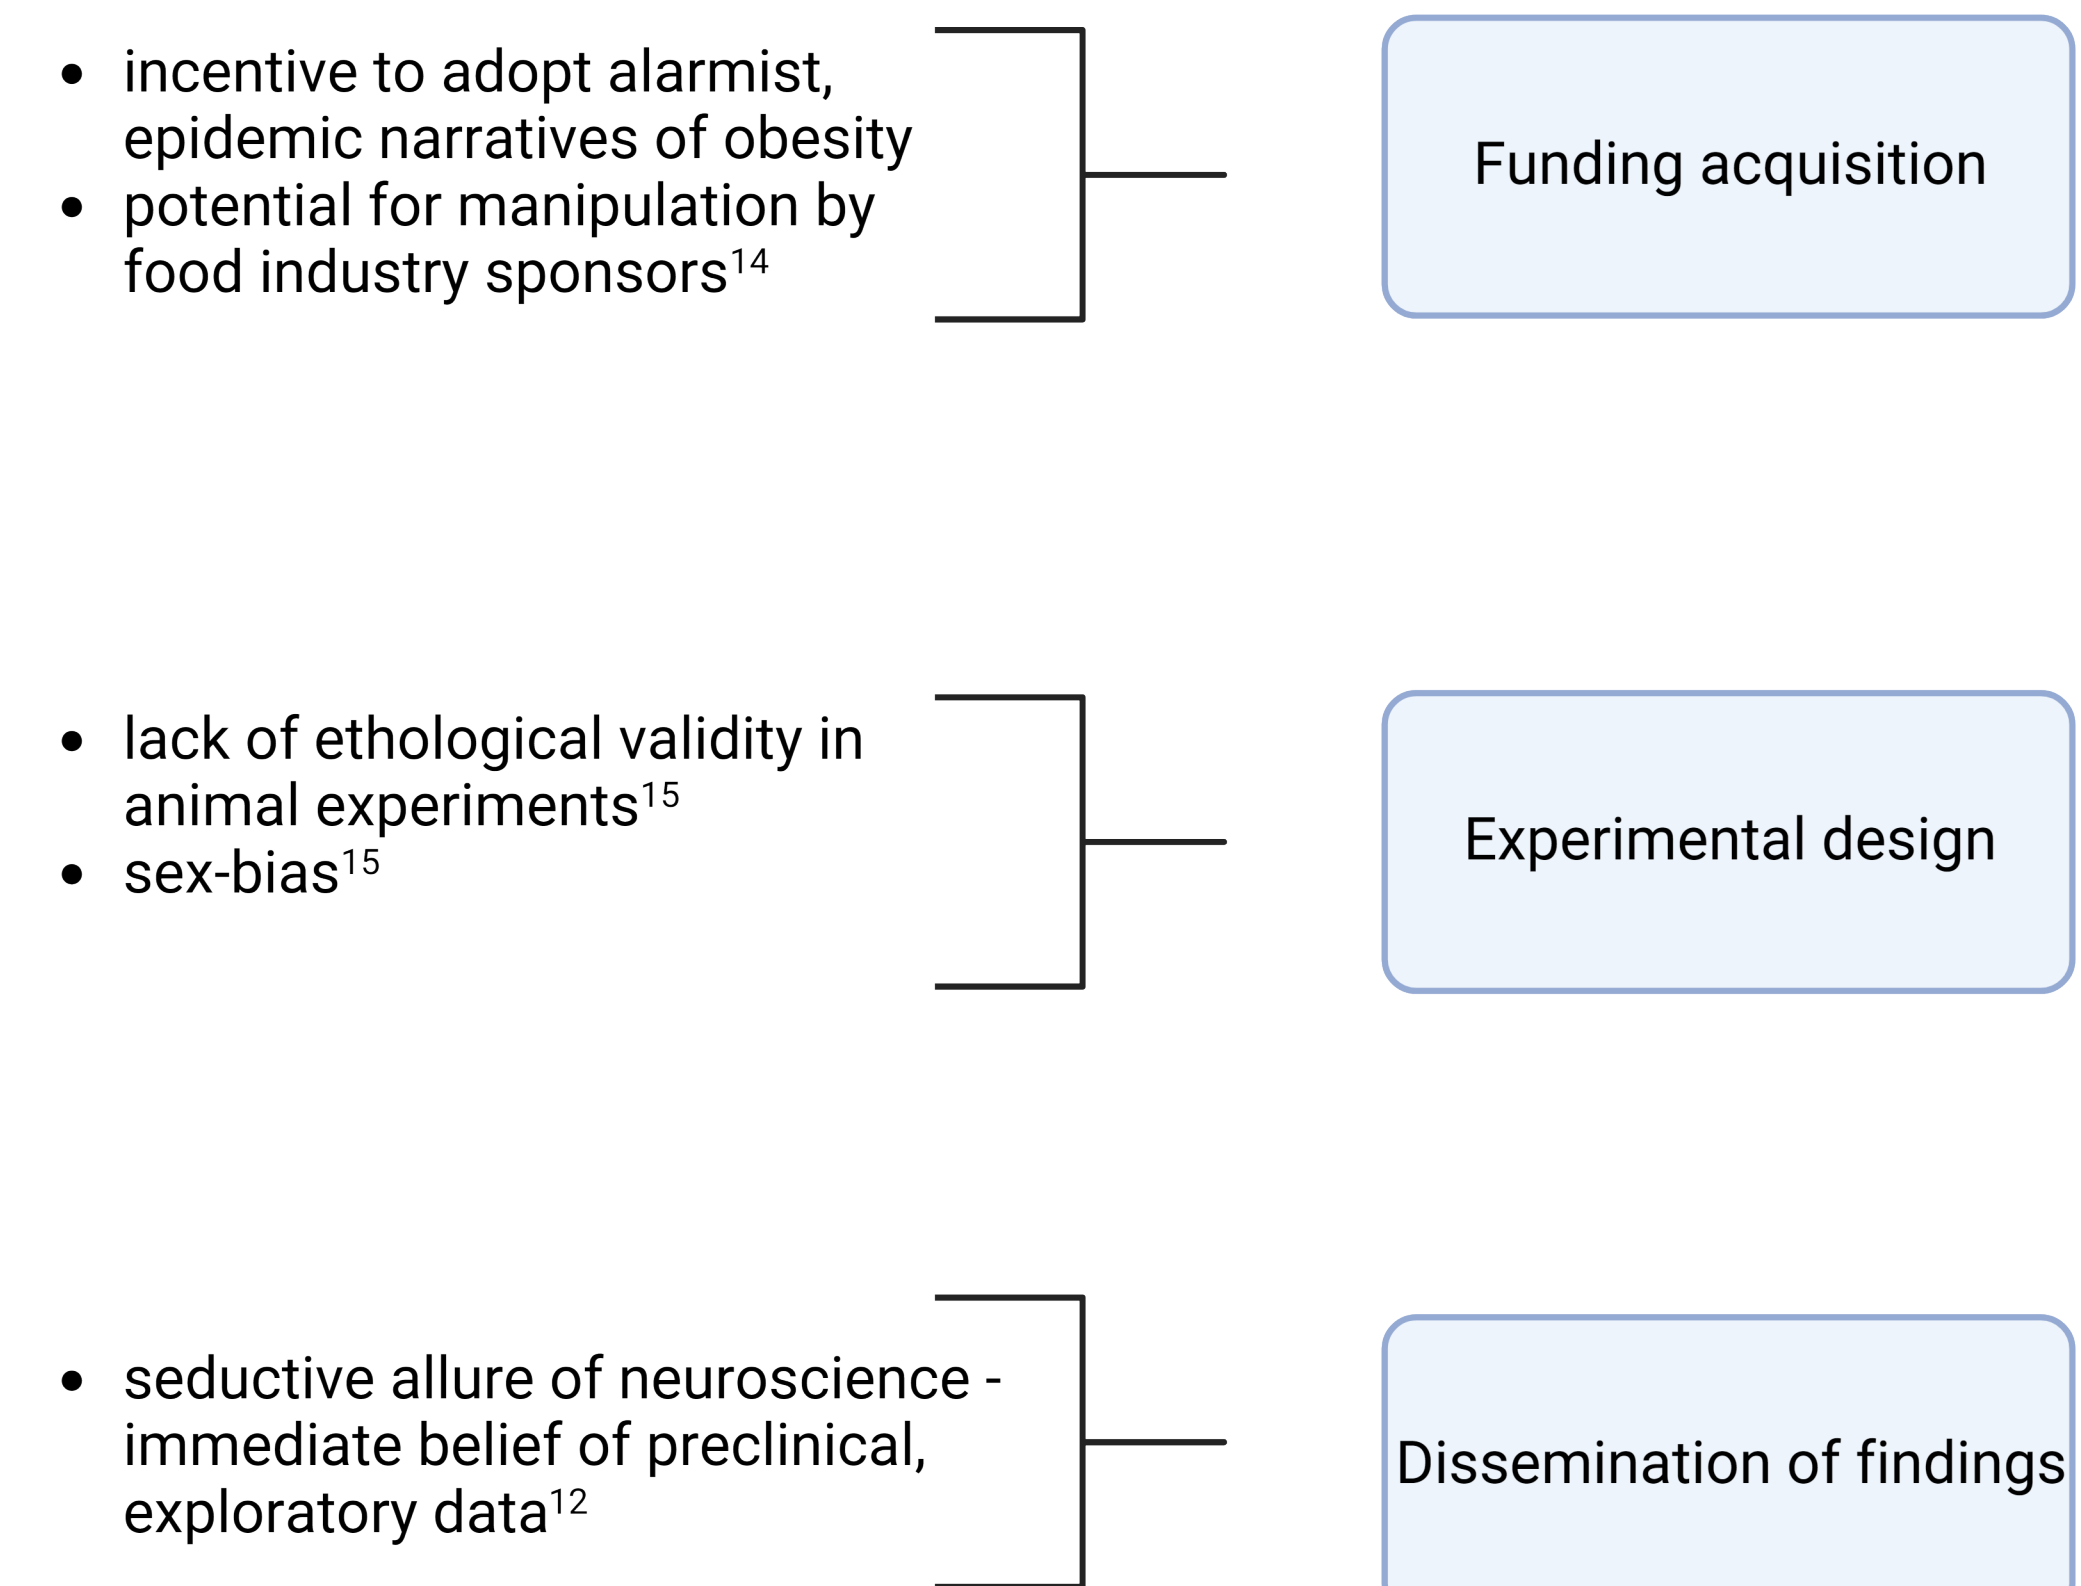 • incentive to adopt alarmist,
epidemic narratives of obesity
• potential for manipulation by
food industry sponsors¹⁴
Funding acquisition
• lack of ethological validity in
animal experiments¹⁵
• sex-bias¹⁵
Experimental design
• seductive allure of neuroscience -
immediate belief of preclinical,
exploratory data¹²
Dissemination of findings